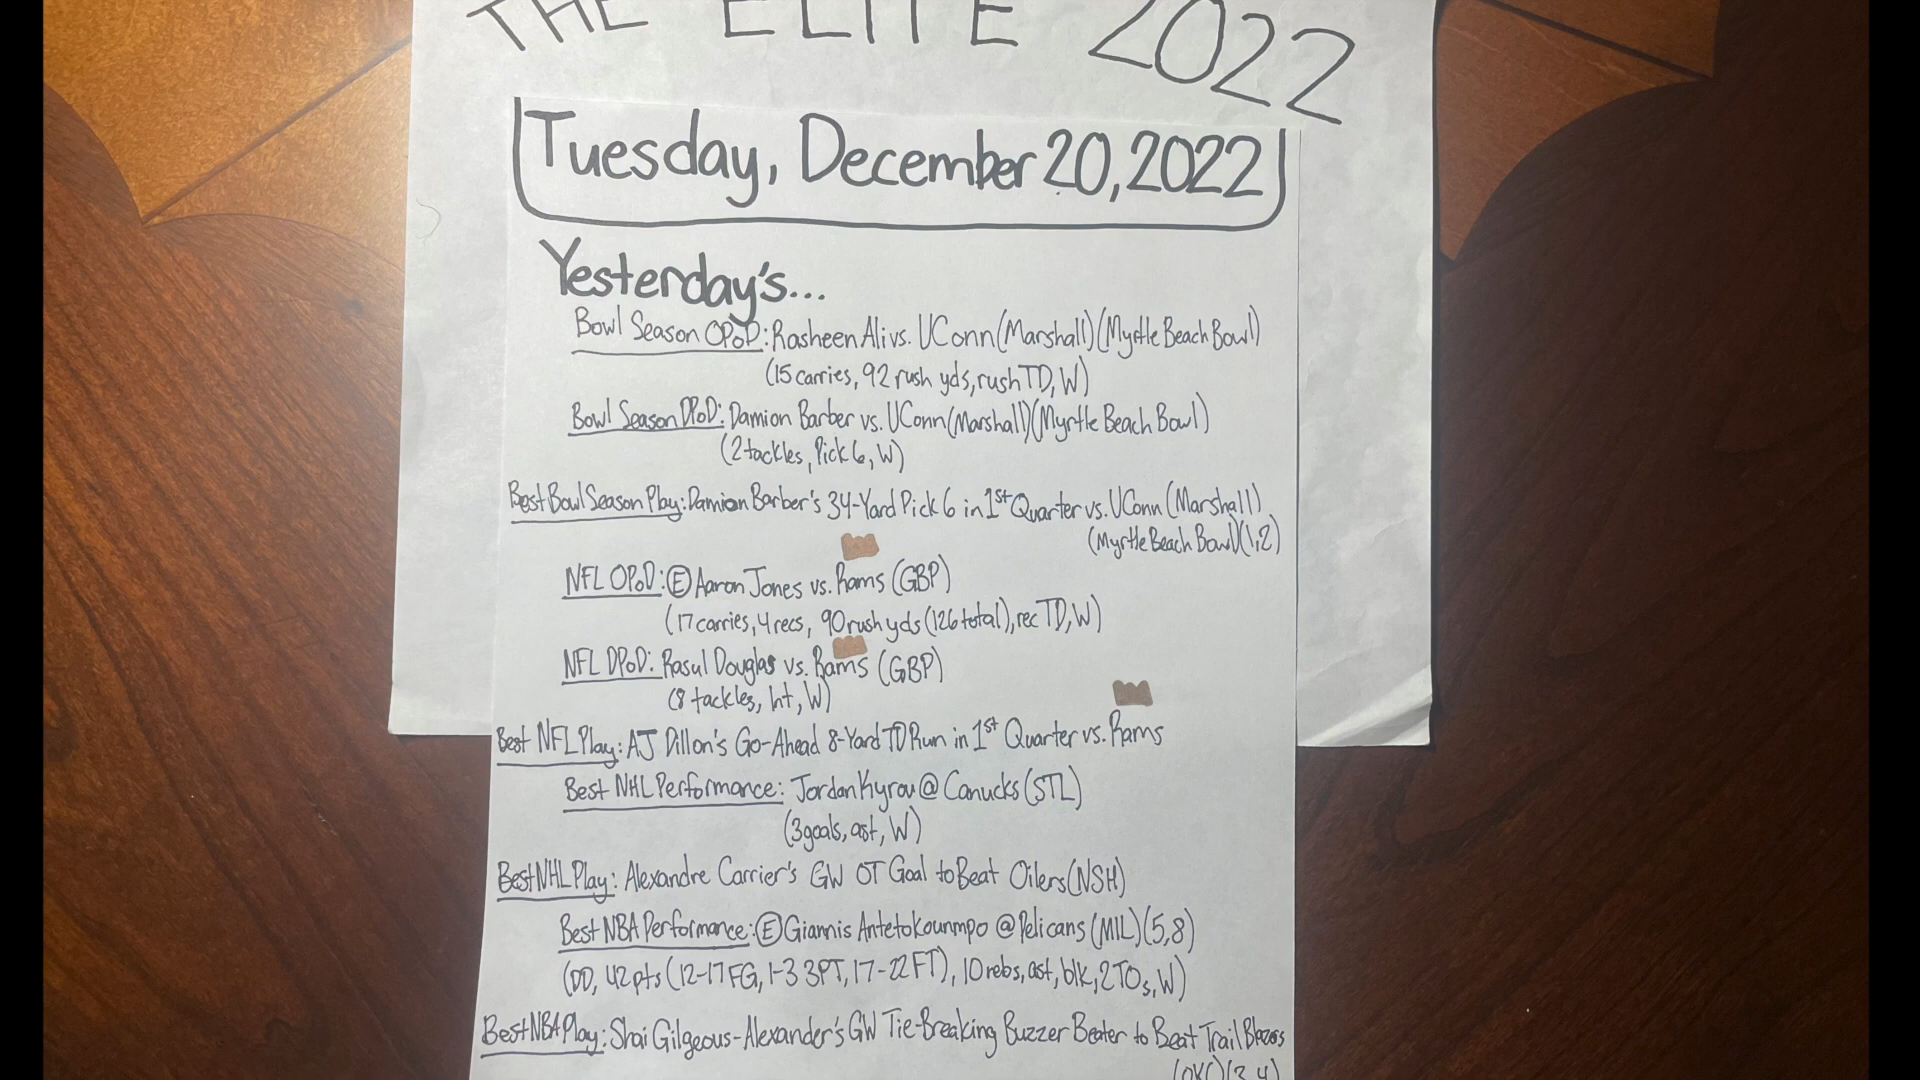 THE ELITE 2022
Tuesday, December 20, 2022
Yesterday's...
Bowl Season OPoD: Rasheen Ali vs. UConn (Marshall) (Myrtle Beach Bowl)
(15 carries, 92 rush yds, rush TD, W)
Bowl Season DPoD: Damion Barber vs. UConn (Marshall) (Myrtle Beach Bowl)
(2 tackles, Pick 6, W)
Best Bowl Season Play: Damion Barber's 34-Yard Pick 6 in 1st Quarter vs. UConn (Marshall)
(Myrtle Beach Bowl) (1,2)
NFL OPoD: Ⓔ Aaron Jones vs. Rams (GBP)
(17 carries, 4 recs, 90 rush yds (126 total), rec TD, W)
NFL DPoD: Rasul Douglas vs. Rams (GBP)
(8 tackles, Int, W)
Best NFL Play: AJ Dillon's Go-Ahead 8-Yard TD Run in 1st Quarter vs. Rams
Best NHL Performance: Jordan Kyrou @ Canucks (STL)
(3 goals, ast, W)
Best NHL Play: Alexandre Carrier's GW OT Goal to Beat Oilers (NSH)
Best NBA Performance: Ⓔ Giannis Antetokounmpo @ Pelicans (MIL) (5,8)
(DD, 42 pts (12-17 FG, 1-3 3PT, 17-22 FT), 10 rebs, ast, blk, 2 TOs, W)
Best NBA Play: Shai Gilgeous-Alexander's GW Tie-Breaking Buzzer Beater to Beat Trail Blazers
(OKC) (3,4)